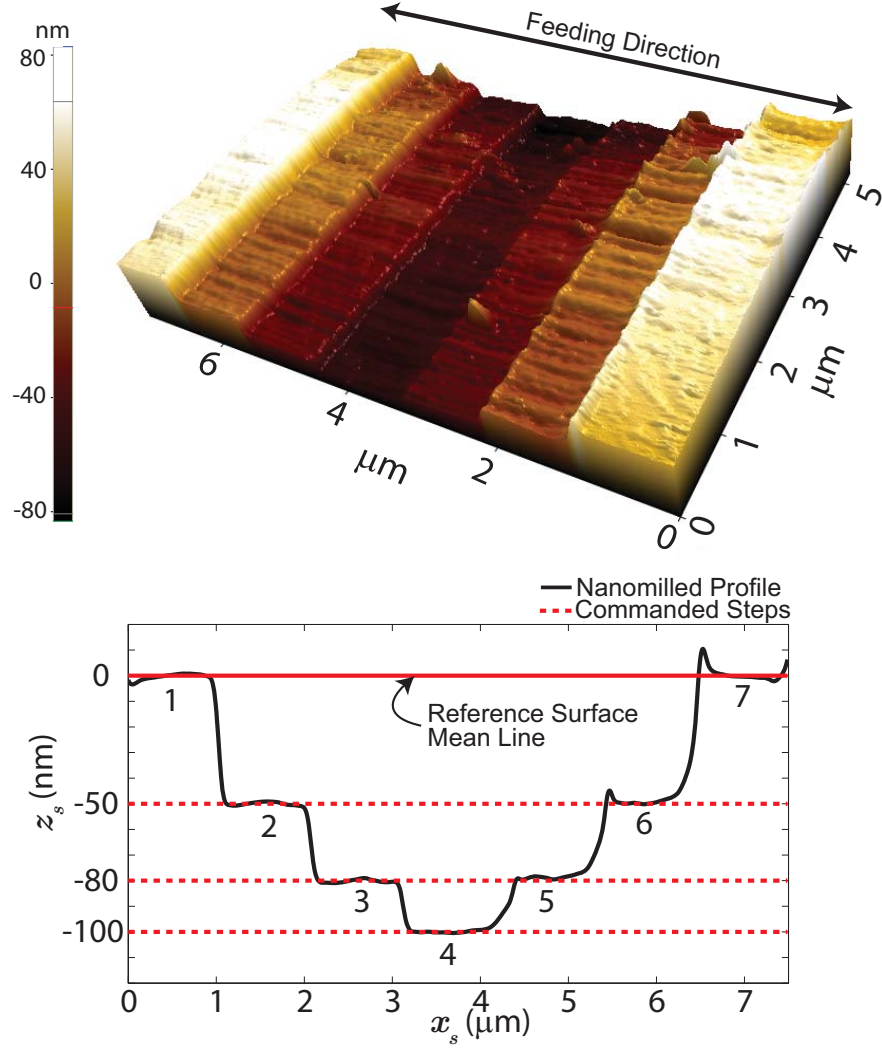 nm
80
40
0
-40
-80
Feeding Direction
6
4
2
0
μm
0
1
2
3
4
5
μm
Nanomilled Profile
Commanded Steps
0
-50
-80
-100
z_s (nm)
1
2
3
4
5
6
7
Reference Surface
Mean Line
0 1 2 3 4 5 6 7
x_s (μm)